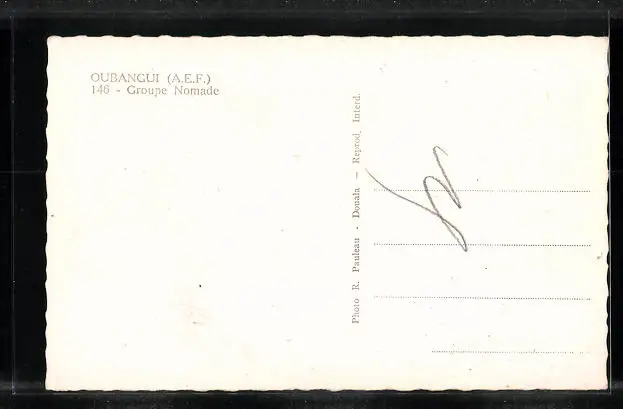 OUBANGUI (A.E.F.)
146 - Groupe Nomade
Photo R. Pauleau - Douala — Reprod. Interd.